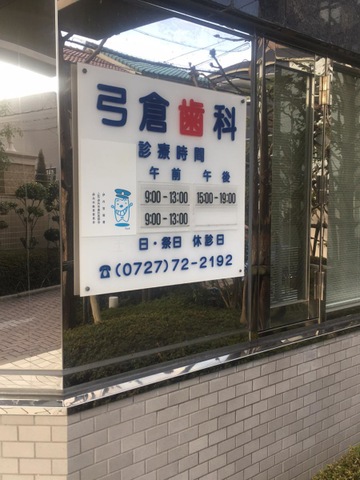 弓倉歯科
診療時間
午前 午後
9:00-13:00 15:00-19:00
9:00-13:00
日・祭日 休診日
☎(0727)72-2192